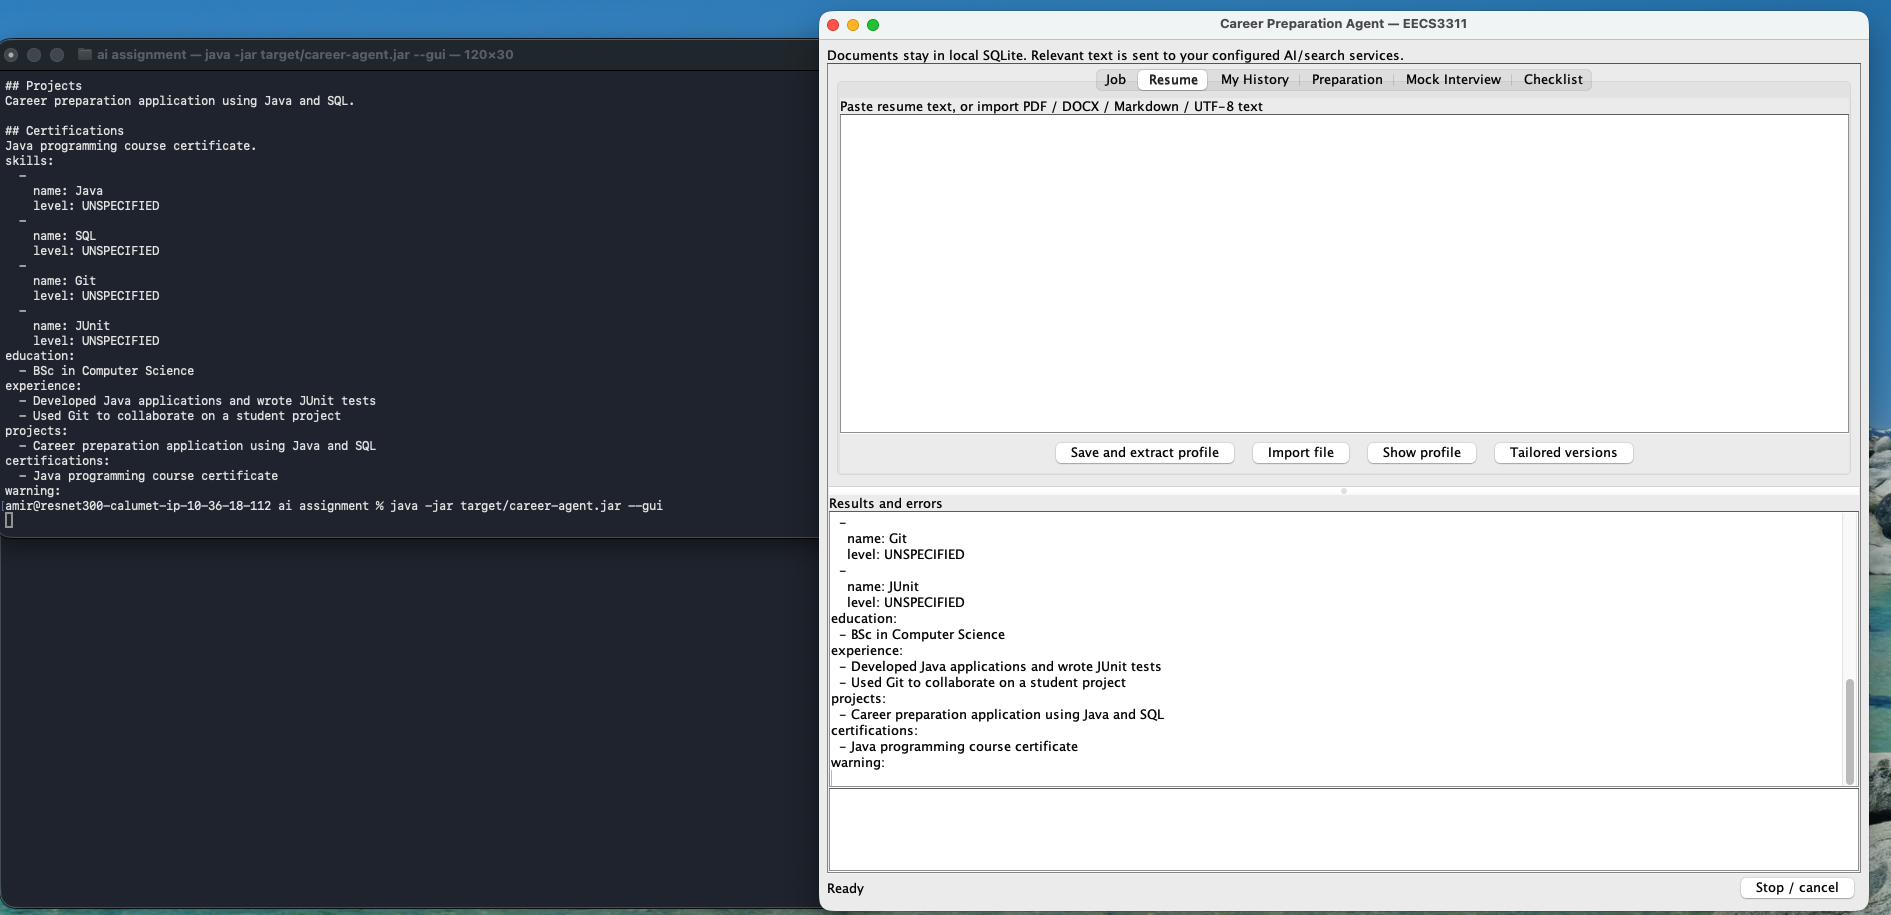 ai assignment — java -jar target/career-agent.jar --gui — 120×30
## Projects
Career preparation application using Java and SQL.
## Certifications
Java programming course certificate.
skills:
-
name: Java
level: UNSPECIFIED
-
name: SQL
level: UNSPECIFIED
-
name: Git
level: UNSPECIFIED
-
name: JUnit
level: UNSPECIFIED
education:
- BSc in Computer Science
experience:
- Developed Java applications and wrote JUnit tests
- Used Git to collaborate on a student project
projects:
- Career preparation application using Java and SQL
certifications:
- Java programming course certificate
warning:
[amir@resnet300-calumet-ip-10-36-18-112 ai assignment % java -jar target/career-agent.jar --gui
Career Preparation Agent — EECS3311
Documents stay in local SQLite. Relevant text is sent to your configured AI/search services.
Job Resume My History Preparation Mock Interview Checklist
Paste resume text, or import PDF / DOCX / Markdown / UTF-8 text
Save and extract profile Import file Show profile Tailored versions
Results and errors
-
name: Git
level: UNSPECIFIED
-
name: JUnit
level: UNSPECIFIED
education:
- BSc in Computer Science
experience:
- Developed Java applications and wrote JUnit tests
- Used Git to collaborate on a student project
projects:
- Career preparation application using Java and SQL
certifications:
- Java programming course certificate
warning:
Ready
Stop / cancel